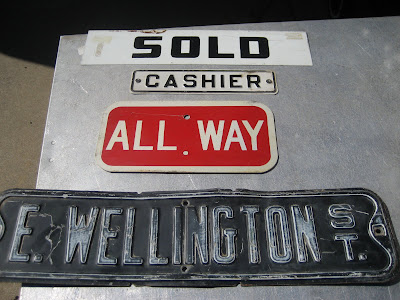 SOLD
CASHIER
ALL. WAY
E. WELLINGTON ST.